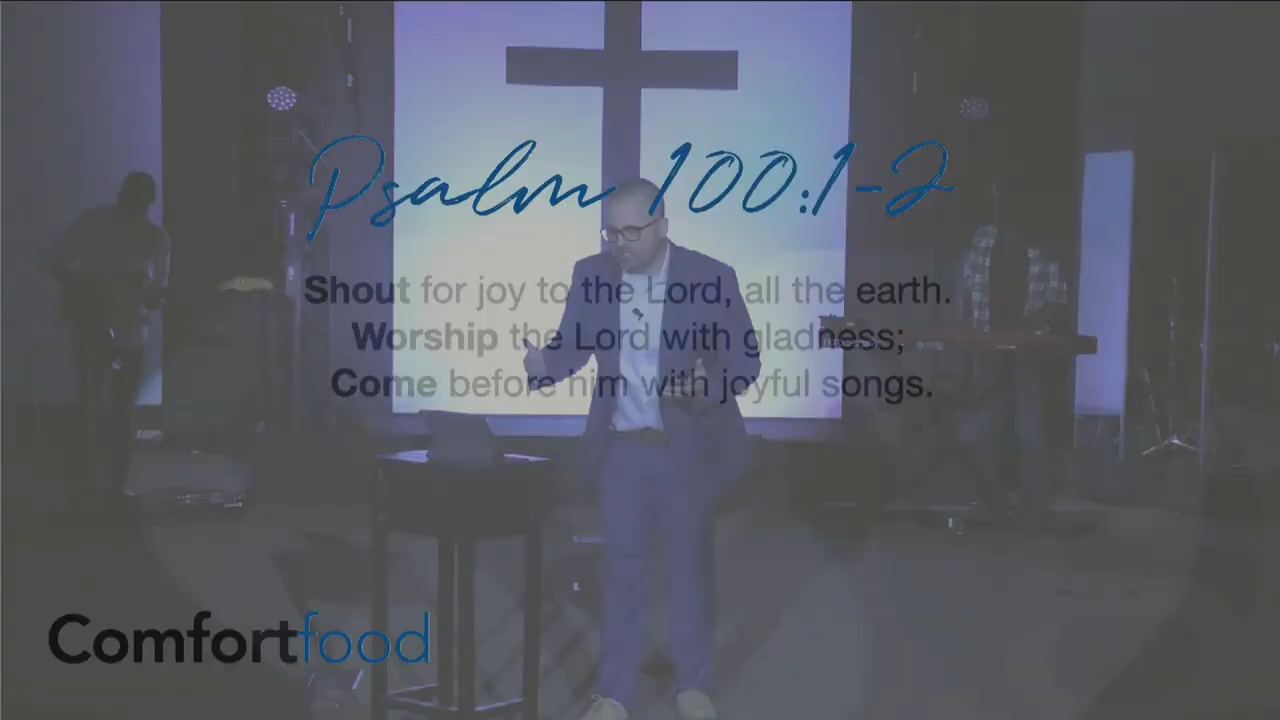 Psalm 100:1-2
Shout for joy to the Lord, all the earth.
Worship the Lord with gladness;
Come before him with joyful songs.
Comfortfood